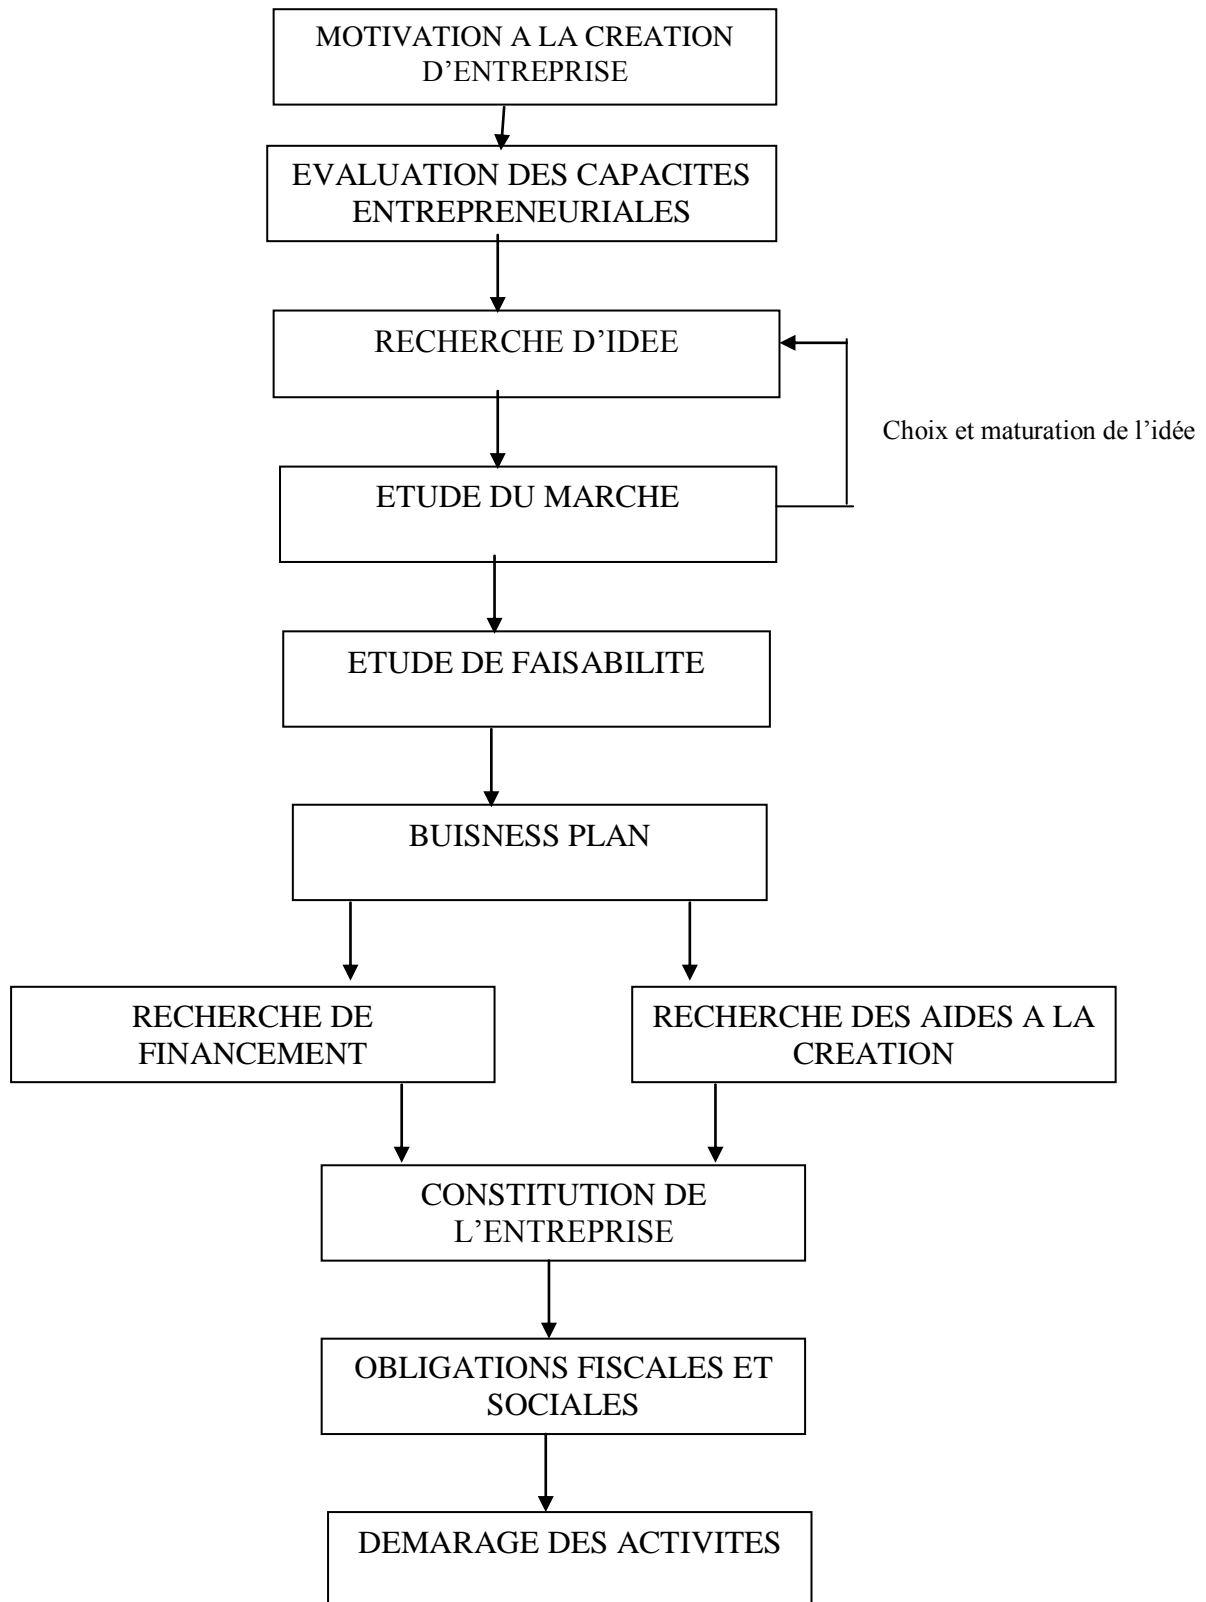 MOTIVATION A LA CREATION
D’ENTREPRISE
EVALUATION DES CAPACITES
ENTREPRENEURIALES
RECHERCHE D’IDEE
Choix et maturation de l’idée
ETUDE DU MARCHE
ETUDE DE FAISABILITE
BUISNESS PLAN
RECHERCHE DE
FINANCEMENT
RECHERCHE DES AIDES A LA
CREATION
CONSTITUTION DE
L’ENTREPRISE
OBLIGATIONS FISCALES ET
SOCIALES
DEMARAGE DES ACTIVITES